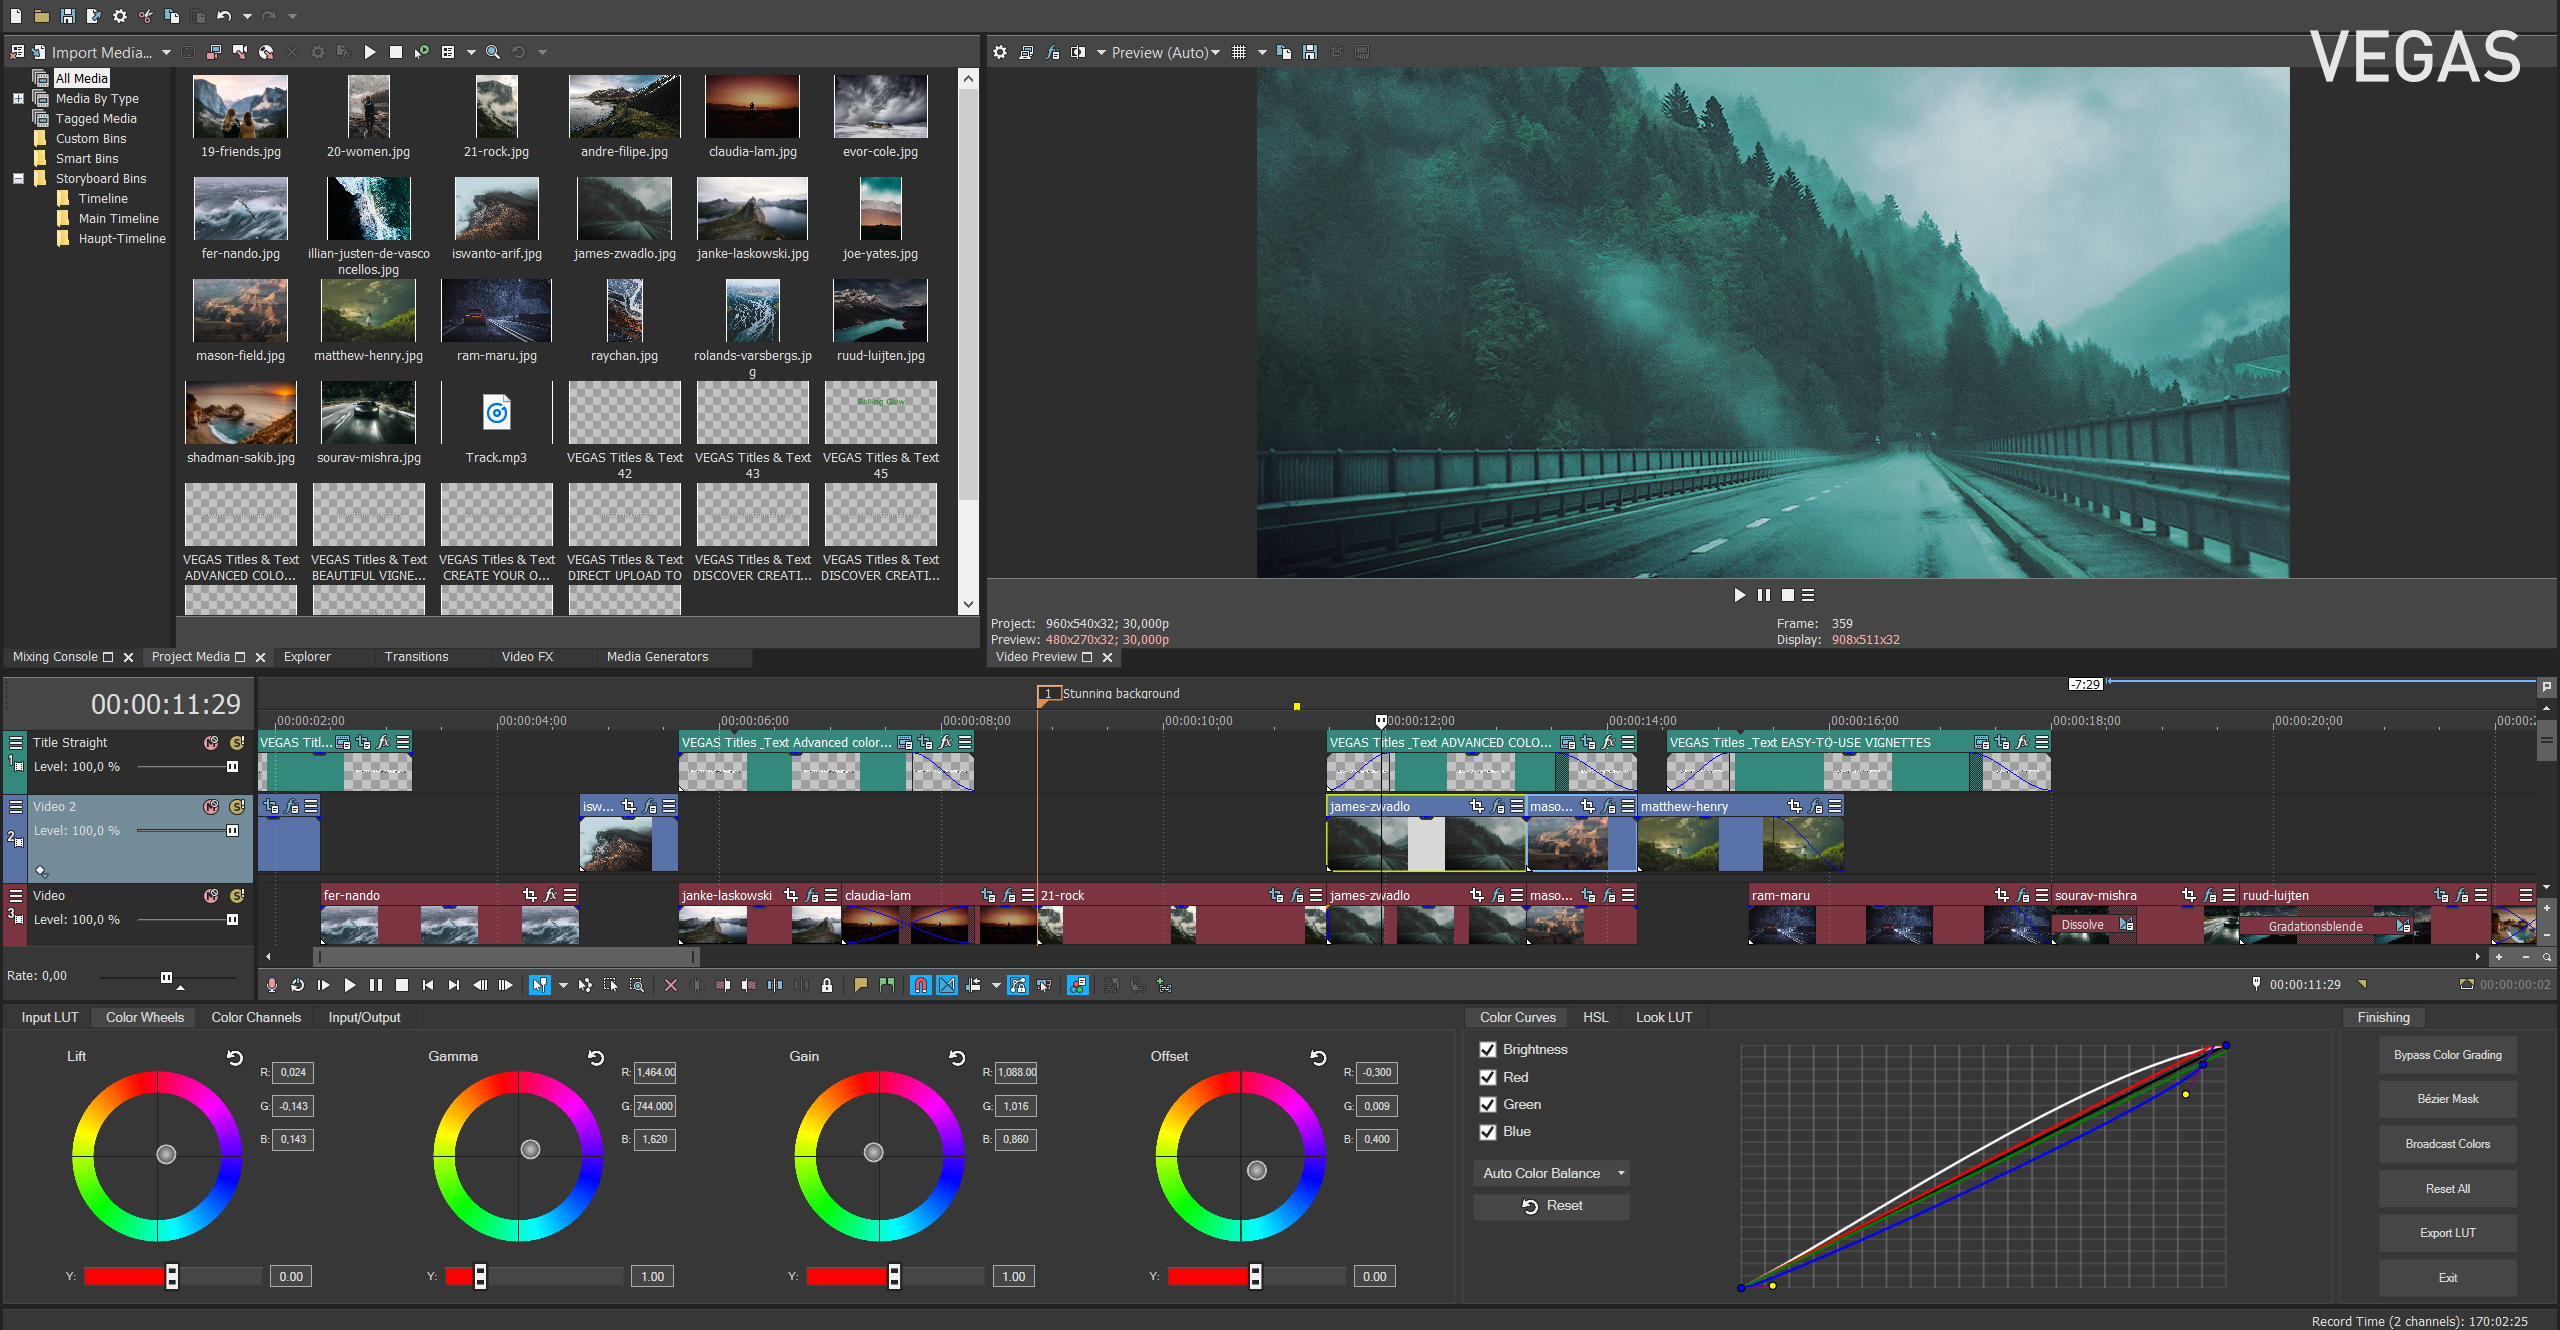 VEGAS
Import Media...
Preview (Auto)
All Media
Media By Type
Tagged Media
Custom Bins
Smart Bins
Storyboard Bins
Timeline
Main Timeline
Haupt-Timeline
19-friends.jpg
20-women.jpg
21-rock.jpg
andre-filipe.jpg
claudia-lam.jpg
evor-cole.jpg
fer-nando.jpg
illian-justen-de-vasco
ncellos.jpg
iswanto-arif.jpg
james-zwadlo.jpg
janke-laskowski.jpg
joe-yates.jpg
mason-field.jpg
matthew-henry.jpg
ram-maru.jpg
raychan.jpg
rolands-varsbergs.jp
g
ruud-luijten.jpg
Rolling Glow
shadman-sakib.jpg
sourav-mishra.jpg
Track.mp3
VEGAS Titles & Text
42
VEGAS Titles & Text
43
VEGAS Titles & Text
45
VEGAS Titles & Text
ADVANCED COLO...
VEGAS Titles & Text
BEAUTIFUL VIGNE...
VEGAS Titles & Text
CREATE YOUR O...
VEGAS Titles & Text
DIRECT UPLOAD TO
VEGAS Titles & Text
DISCOVER CREATI...
VEGAS Titles & Text
DISCOVER CREATI...
Project: 960x540x32; 30,000p
Preview: 480x270x32; 30,000p
Frame: 359
Display: 908x511x32
Mixing Console
Project Media
Explorer
Transitions
Video FX
Media Generators
Video Preview
00:00:11:29
1 Stunning background
-7:29
00:00:02:00
00:00:04:00
00:00:06:00
00:00:08:00
00:00:10:00
00:00:12:00
00:00:14:00
00:00:16:00
00:00:18:00
00:00:20:00
1
Title Straight
Level: 100,0 %
VEGAS Titl...
VEGAS Titles _Text Advanced color...
VEGAS Titles _Text ADVANCED COLO...
VEGAS Titles _Text EASY-TO-USE VIGNETTES
2
Video 2
Level: 100,0 %
isw...
james-zwadlo
maso...
matthew-henry
3
Video
Level: 100,0 %
fer-nando
janke-laskowski
claudia-lam
21-rock
james-zwadlo
maso...
ram-maru
sourav-mishra
ruud-luijten
Dissolve
Gradationsblende
Rate: 0,00
00:00:11:29
00:00:00:02
Input LUT
Color Wheels
Color Channels
Input/Output
Lift
R: 0,024
G: -0,143
B: 0,143
Y: 0.00
Gamma
R: 1,464.00
G: 744.000
B: 1,620
Y: 1.00
Gain
R: 1,088.00
G: 1,016
B: 0,860
Y: 1.00
Offset
R: -0,300
G: 0,009
B: 0,400
Y: 0.00
Color Curves
HSL
Look LUT
Brightness
Red
Green
Blue
Auto Color Balance
Reset
Finishing
Bypass Color Grading
Bézier Mask
Broadcast Colors
Reset All
Export LUT
Exit
Record Time (2 channels): 170:02:25